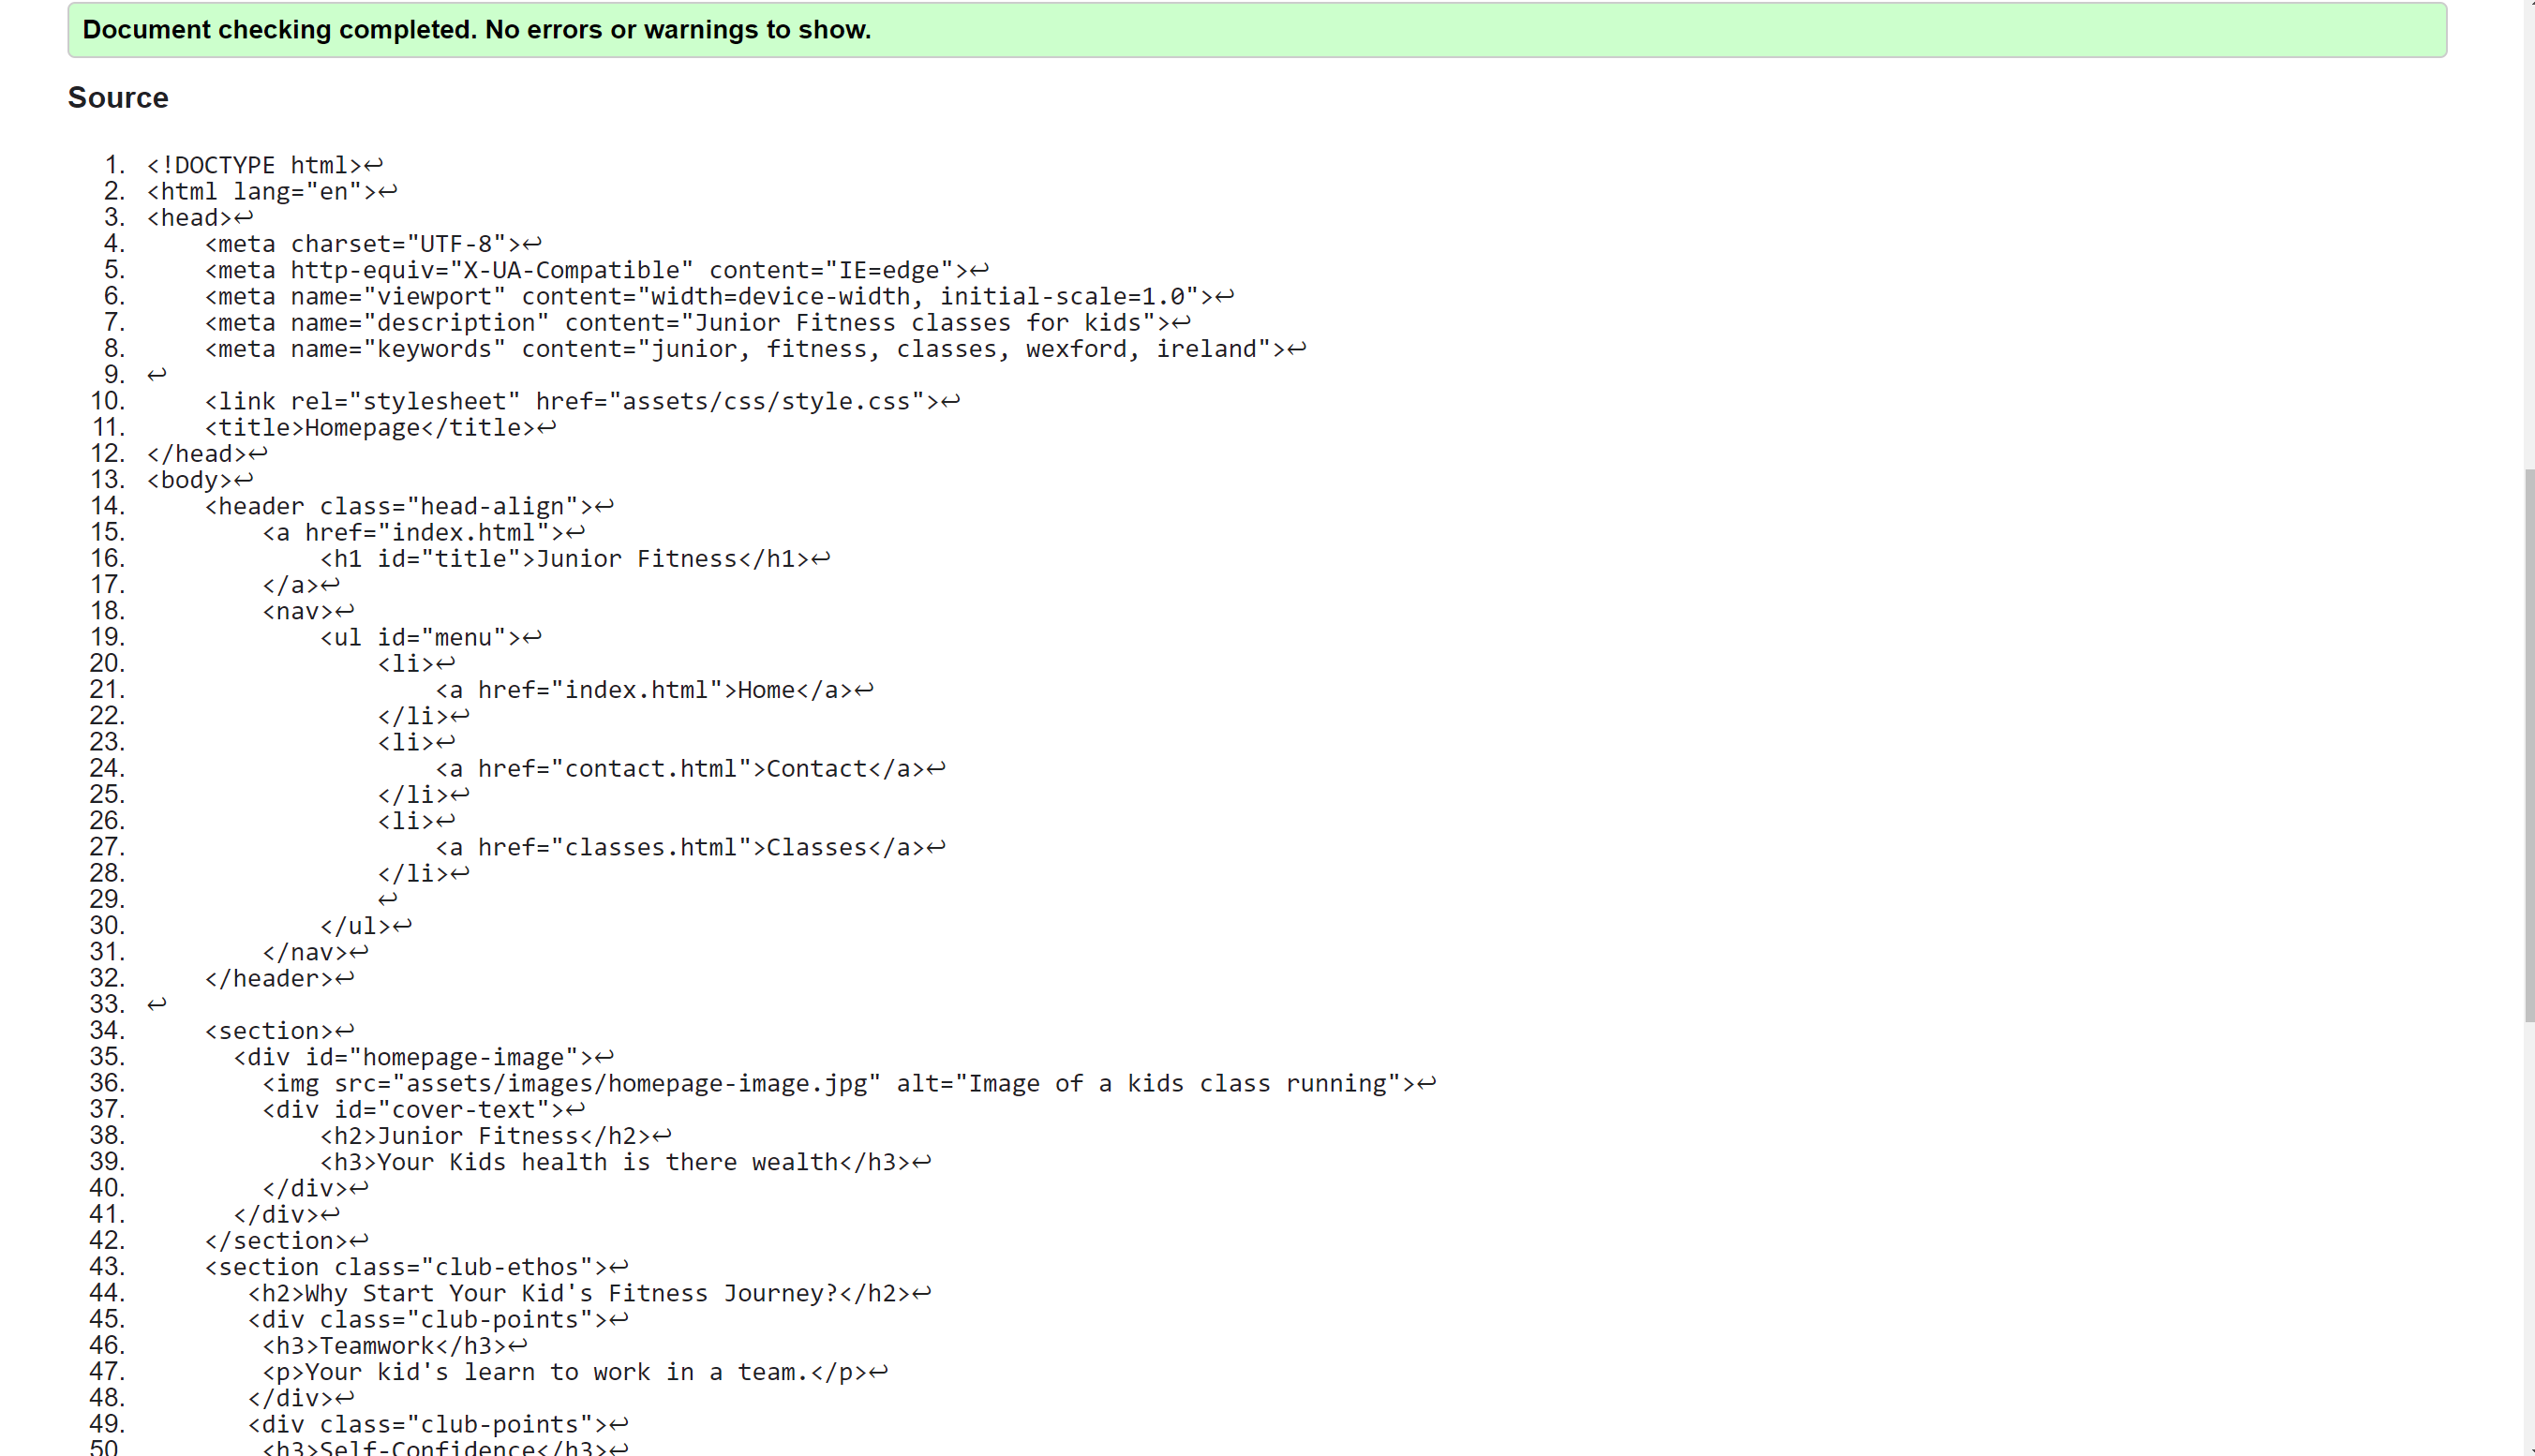 Document checking completed. No errors or warnings to show.
Source
1. <!DOCTYPE html>↩
2. <html lang="en">↩
3. <head>↩
4.     <meta charset="UTF-8">↩
5.     <meta http-equiv="X-UA-Compatible" content="IE=edge">↩
6.     <meta name="viewport" content="width=device-width, initial-scale=1.0">↩
7.     <meta name="description" content="Junior Fitness classes for kids">↩
8.     <meta name="keywords" content="junior, fitness, classes, wexford, ireland">↩
9. ↩
10.     <link rel="stylesheet" href="assets/css/style.css">↩
11.     <title>Homepage</title>↩
12. </head>↩
13. <body>↩
14.     <header class="head-align">↩
15.         <a href="index.html">↩
16.             <h1 id="title">Junior Fitness</h1>↩
17.         </a>↩
18.         <nav>↩
19.             <ul id="menu">↩
20.                 <li>↩
21.                     <a href="index.html">Home</a>↩
22.                 </li>↩
23.                 <li>↩
24.                     <a href="contact.html">Contact</a>↩
25.                 </li>↩
26.                 <li>↩
27.                     <a href="classes.html">Classes</a>↩
28.                 </li>↩
29.                 ↩
30.             </ul>↩
31.         </nav>↩
32.     </header>↩
33. ↩
34.     <section>↩
35.       <div id="homepage-image">↩
36.         <img src="assets/images/homepage-image.jpg" alt="Image of a kids class running">↩
37.         <div id="cover-text">↩
38.             <h2>Junior Fitness</h2>↩
39.             <h3>Your Kids health is there wealth</h3>↩
40.         </div>↩
41.       </div>↩
42.     </section>↩
43.     <section class="club-ethos">↩
44.        <h2>Why Start Your Kid's Fitness Journey?</h2>↩
45.        <div class="club-points">↩
46.         <h3>Teamwork</h3>↩
47.         <p>Your kid's learn to work in a team.</p>↩
48.        </div>↩
49.        <div class="club-points">↩
50.         <h3>Self-Confidence</h3>↩